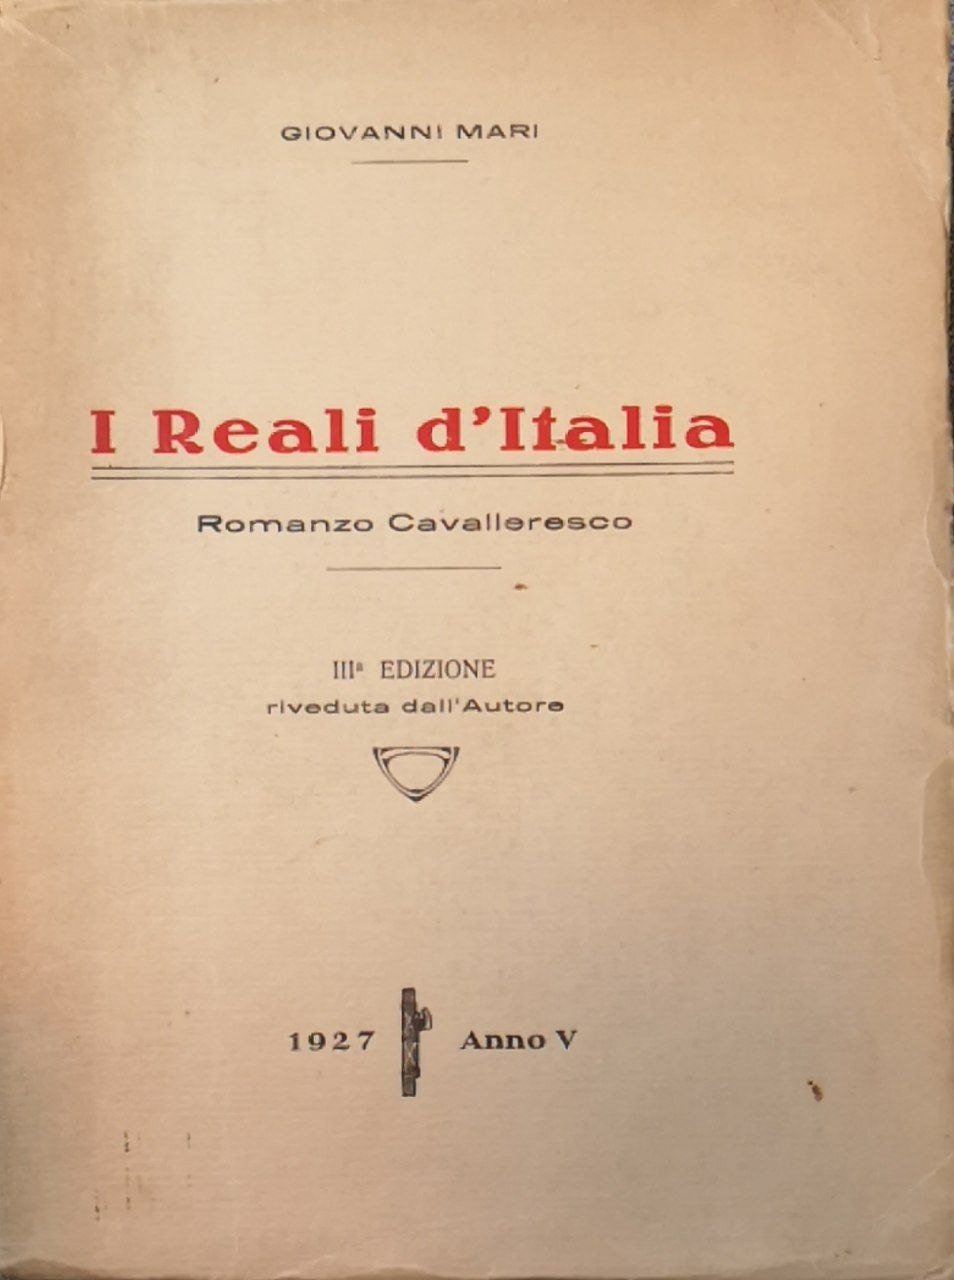 GIOVANNI MARI
I Reali d'Italia
Romanzo Cavalleresco
IIIª EDIZIONE
riveduta dall'Autore
1927 Anno V